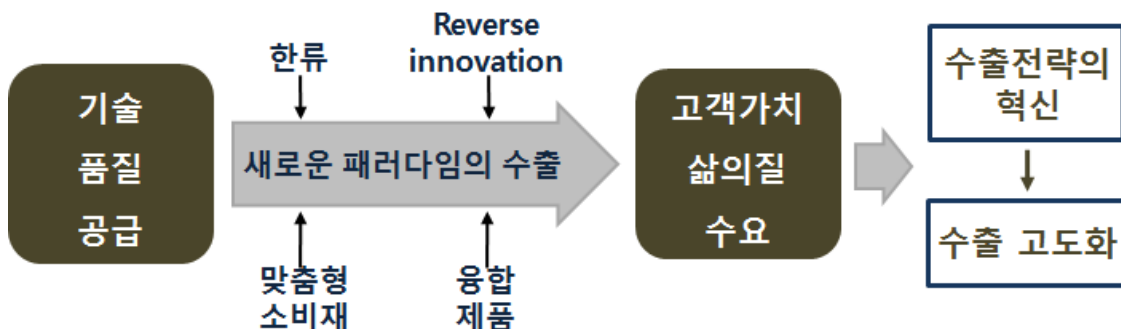 기술
품질
공급
한류
Reverse
innovation
새로운 패러다임의 수출
맞춤형
소비재
융합
제품
고객가치
삶의질
수요
수출전략의
혁신
수출 고도화